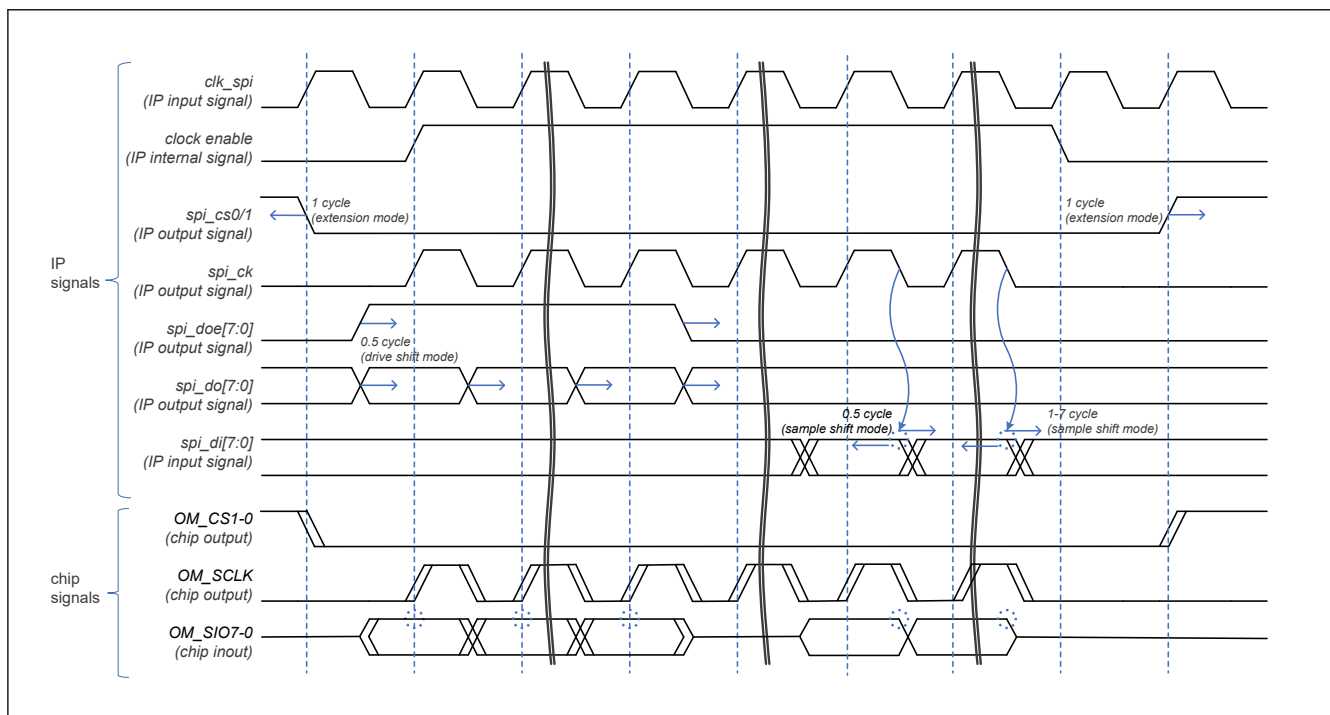 clk_spi
(IP input signal)
clock enable
(IP internal signal)
1 cycle
(extension mode)
1 cycle
(extension mode)
spi_cs0/1
(IP output signal)
IP
signals
spi_ck
(IP output signal)
spi_doe[7:0]
(IP output signal)
0.5 cycle
(drive shift mode)
spi_do[7:0]
(IP output signal)
0.5 cycle
(sample shift mode)
1-7 cycle
(sample shift mode)
spi_di[7:0]
(IP input signal)
OM_CS1-0
(chip output)
chip
signals
OM_SCLK
(chip output)
OM_SIO7-0
(chip inout)